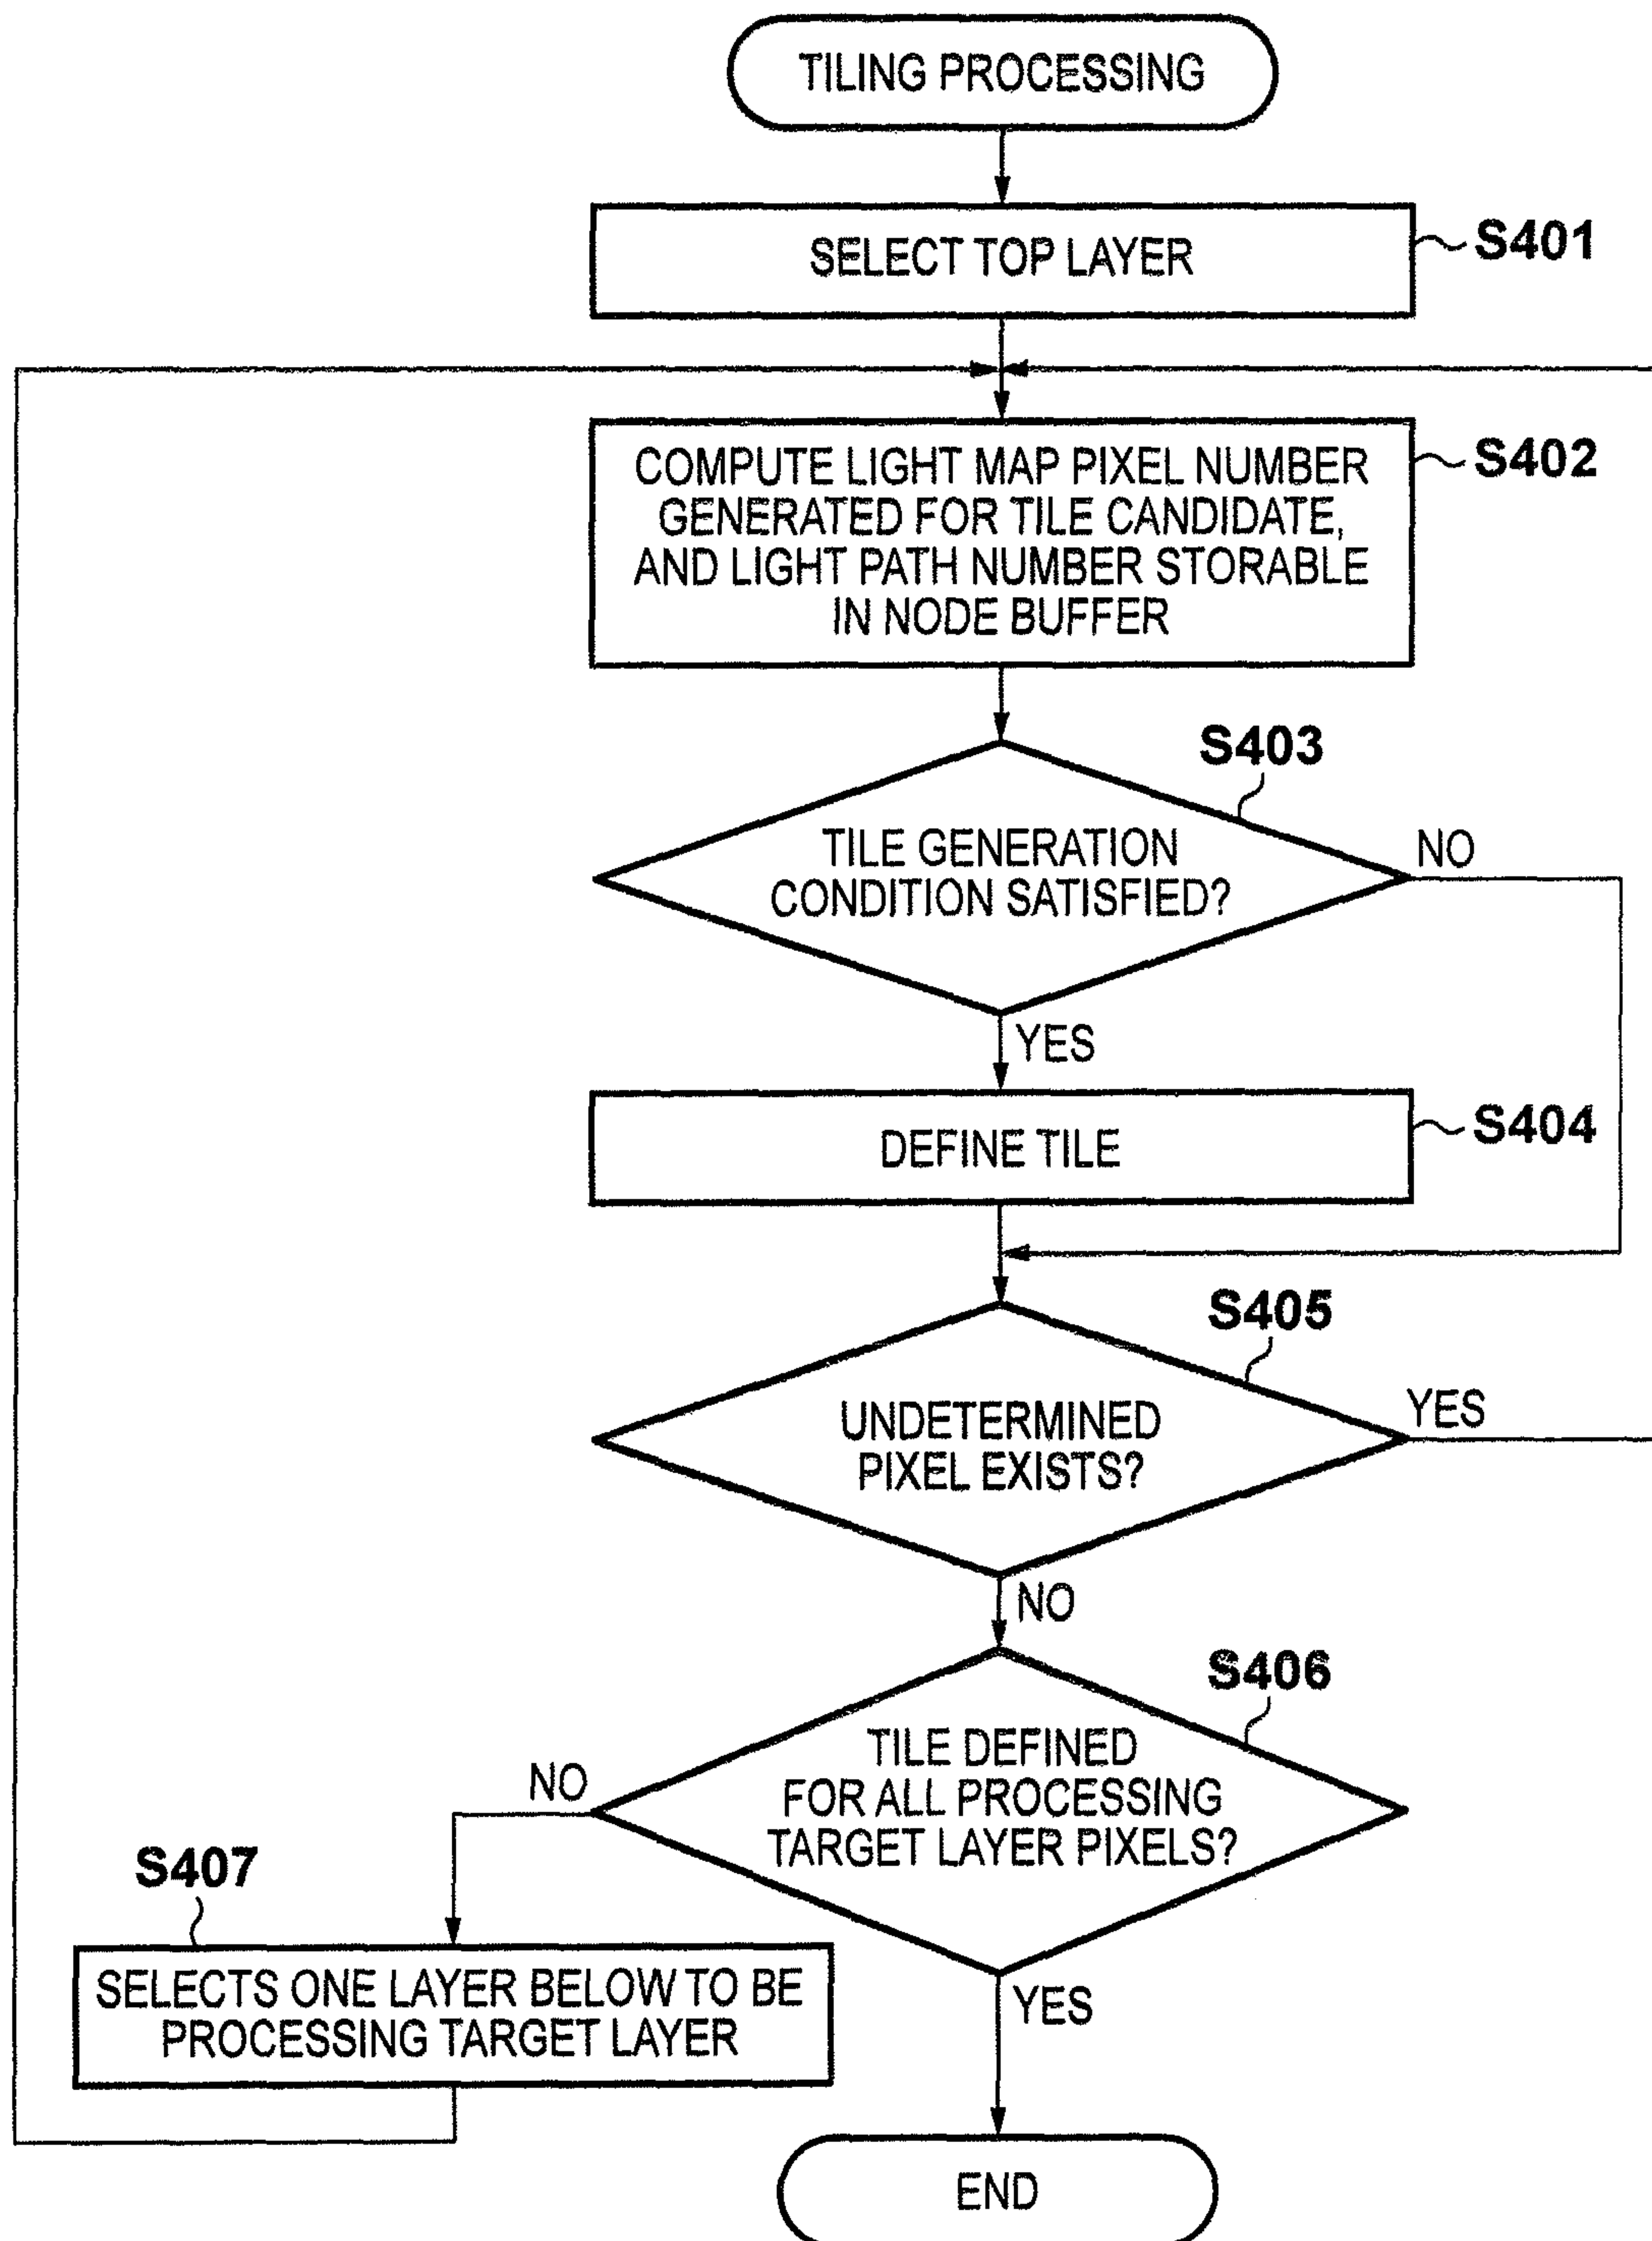 TILING PROCESSING
SELECT TOP LAYER
S401
COMPUTE LIGHT MAP PIXEL NUMBER
GENERATED FOR TILE CANDIDATE,
AND LIGHT PATH NUMBER STORABLE
IN NODE BUFFER
S402
S403
TILE GENERATION
CONDITION SATISFIED?
NO
YES
DEFINE TILE
S404
S405
UNDETERMINED
PIXEL EXISTS?
YES
NO
S406
TILE DEFINED
FOR ALL PROCESSING
TARGET LAYER PIXELS?
NO
S407
SELECTS ONE LAYER BELOW TO BE
PROCESSING TARGET LAYER
YES
END